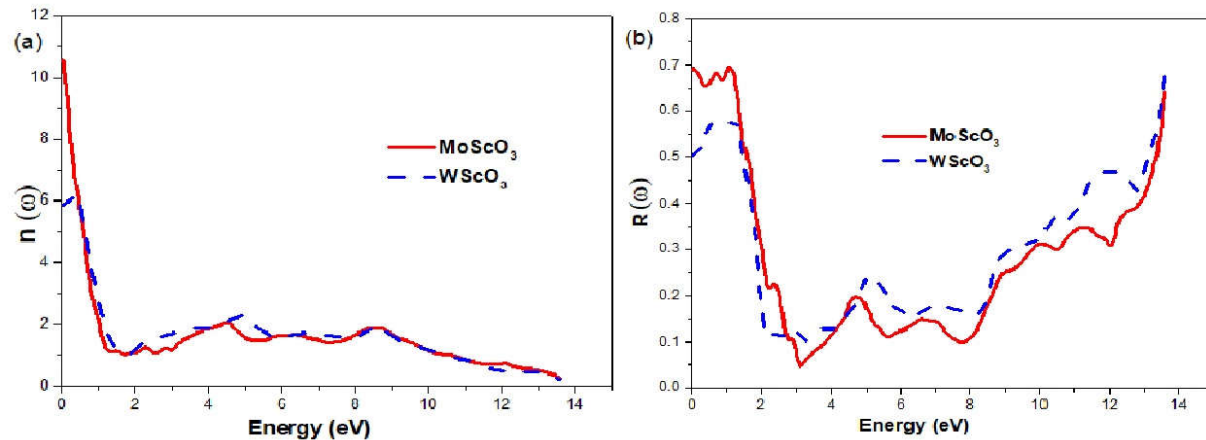 (a)
12
10
8
6
4
2
0
n (ω)
MoScO₃
WScO₃
0 2 4 6 8 10 12 14
Energy (eV)
(b)
0.8
0.7
0.6
0.5
0.4
0.3
0.2
0.1
0.0
R (ω)
MoScO₃
WScO₃
0 2 4 6 8 10 12 14
Energy (eV)